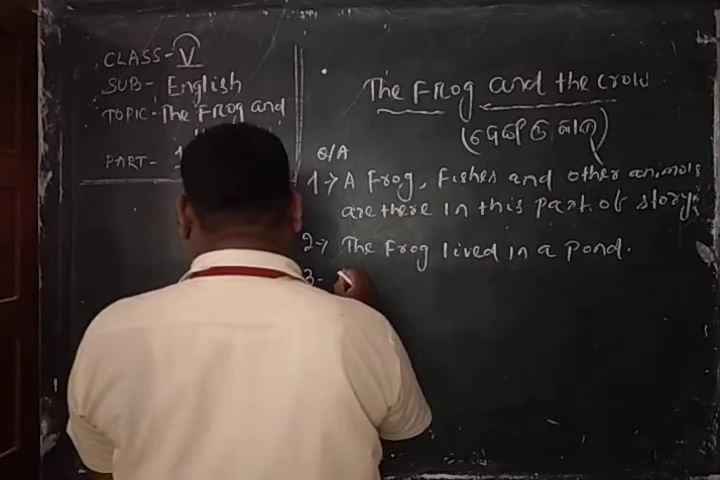 CLASS- V
SUB- English
TOPIC- The Frog and
PART-
The Frog and the Crow
(ବେଙ୍ଗ ଓ କାଉ)
Q/A
1→ A Frog, Fishes and other animals
are there in this part of story.
2→ The Frog lived in a pond.
3-